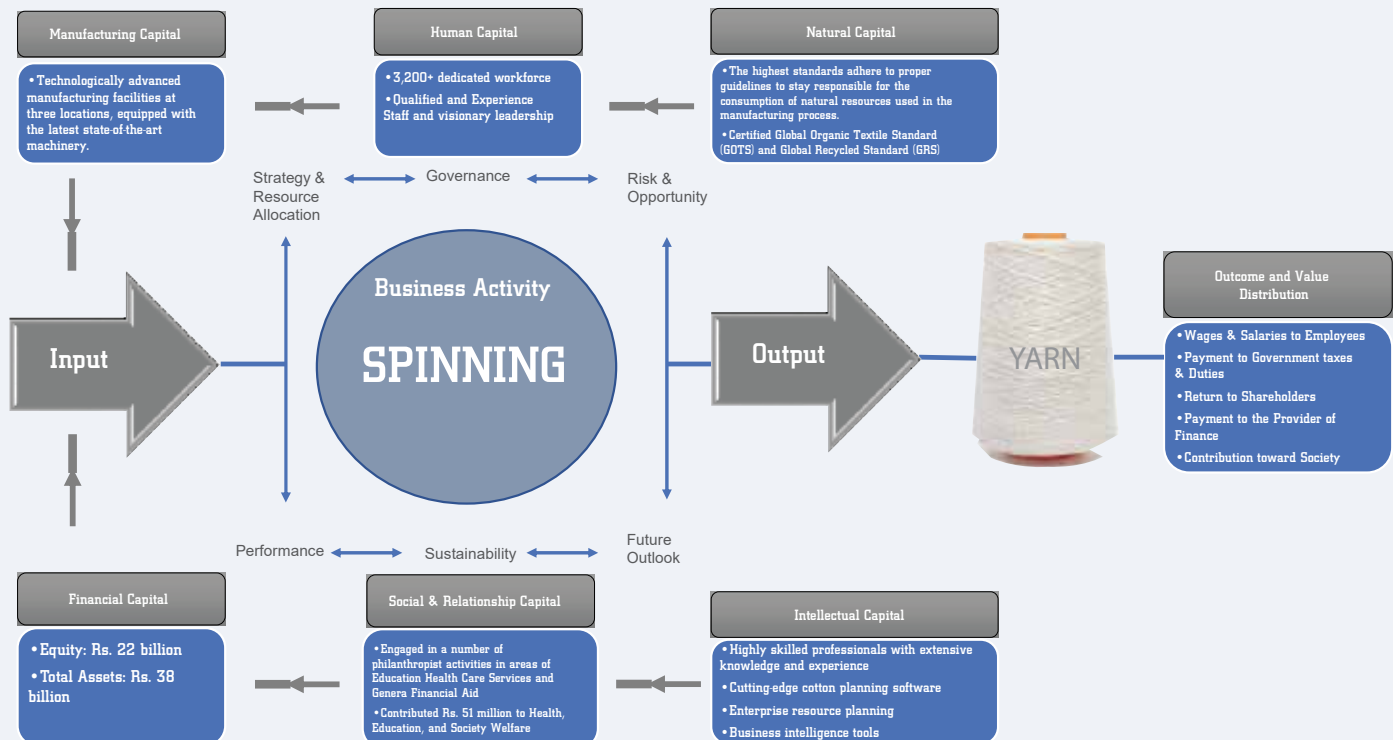 Manufacturing Capital
• Technologically advanced
manufacturing facilities at
three locations, equipped with
the latest state-of-the-art
machinery.
Human Capital
• 3,200+ dedicated workforce
• Qualified and Experience
Staff and visionary leadership
Natural Capital
• The highest standards adhere to proper
guidelines to stay responsible for the
consumption of natural resources used in the
manufacturing process.
• Certified Global Organic Textile Standard
(GOTS) and Global Recycled Standard (GRS)
Strategy &
Resource
Allocation
Governance
Risk &
Opportunity
Input
Business Activity
SPINNING
Output
YARN
Outcome and Value
Distribution
• Wages & Salaries to Employees
• Payment to Government taxes
& Duties
• Return to Shareholders
• Payment to the Provider of
Finance
• Contribution toward Society
Performance
Sustainability
Future
Outlook
Financial Capital
• Equity: Rs. 22 billion
• Total Assets: Rs. 38
billion
Social & Relationship Capital
• Engaged in a number of
philanthropist activities in areas of
Education Health Care Services and
Genera Financial Aid
• Contributed Rs. 51 million to Health,
Education, and Society Welfare
Intellectual Capital
• Highly skilled professionals with extensive
knowledge and experience
• Cutting-edge cotton planning software
• Enterprise resource planning
• Business intelligence tools